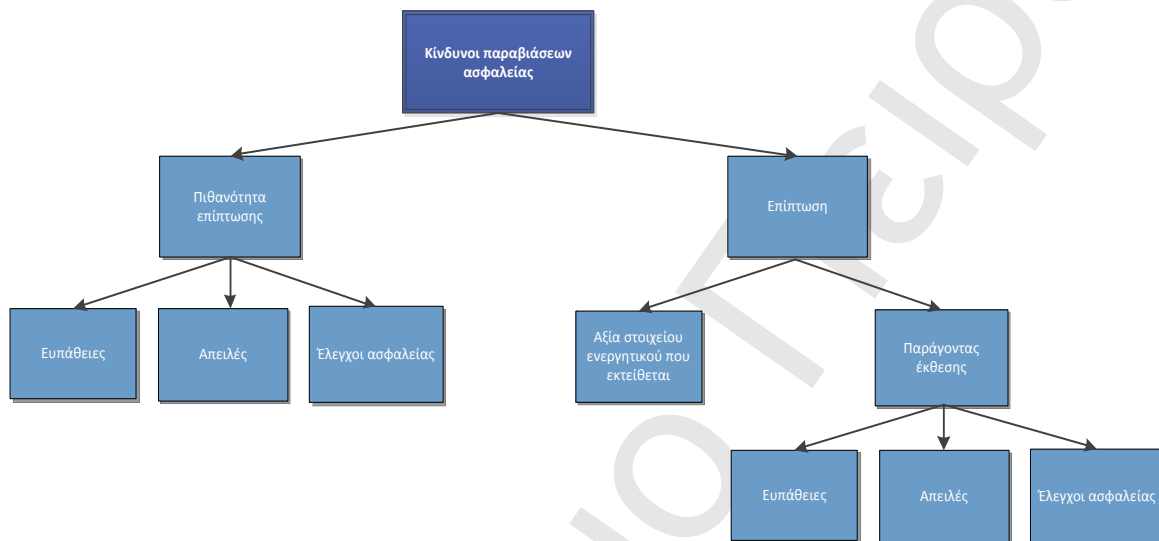 Κίνδυνοι παραβιάσεων
ασφαλείας
Πιθανότητα
επίπτωσης
Επίπτωση
Ευπάθειες
Απειλές
Έλεγχοι ασφαλείας
Αξία στοιχείου
ενεργητικού που
εκτείθεται
Παράγοντας
έκθεσης
Ευπάθειες
Απειλές
Έλεγχοι ασφαλείας